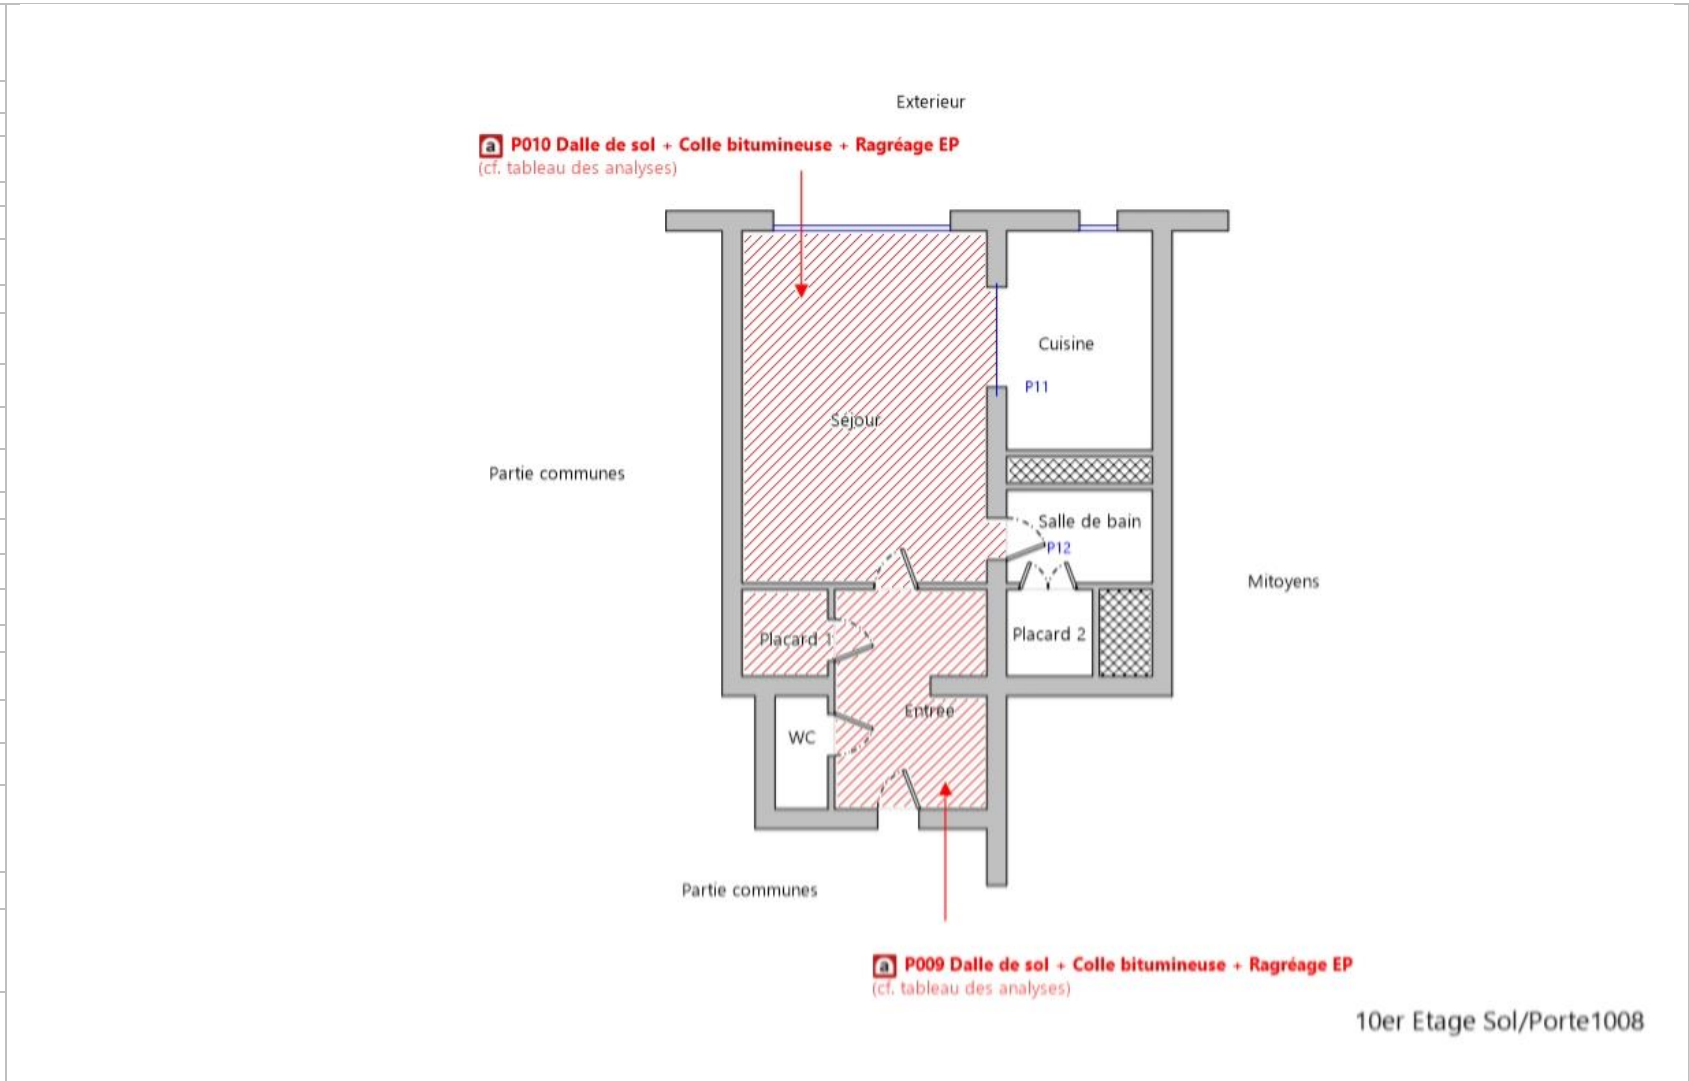 Exterieur
a P010 Dalle de sol + Colle bitumineuse + Ragréage EP
(cf. tableau des analyses)
Cuisine
P11
Séjour
Partie communes
Salle de bain
P12
Mitoyens
Placard 1
Placard 2
Entrée
WC
Partie communes
a P009 Dalle de sol + Colle bitumineuse + Ragréage EP
(cf. tableau des analyses)
10er Etage Sol/Porte1008